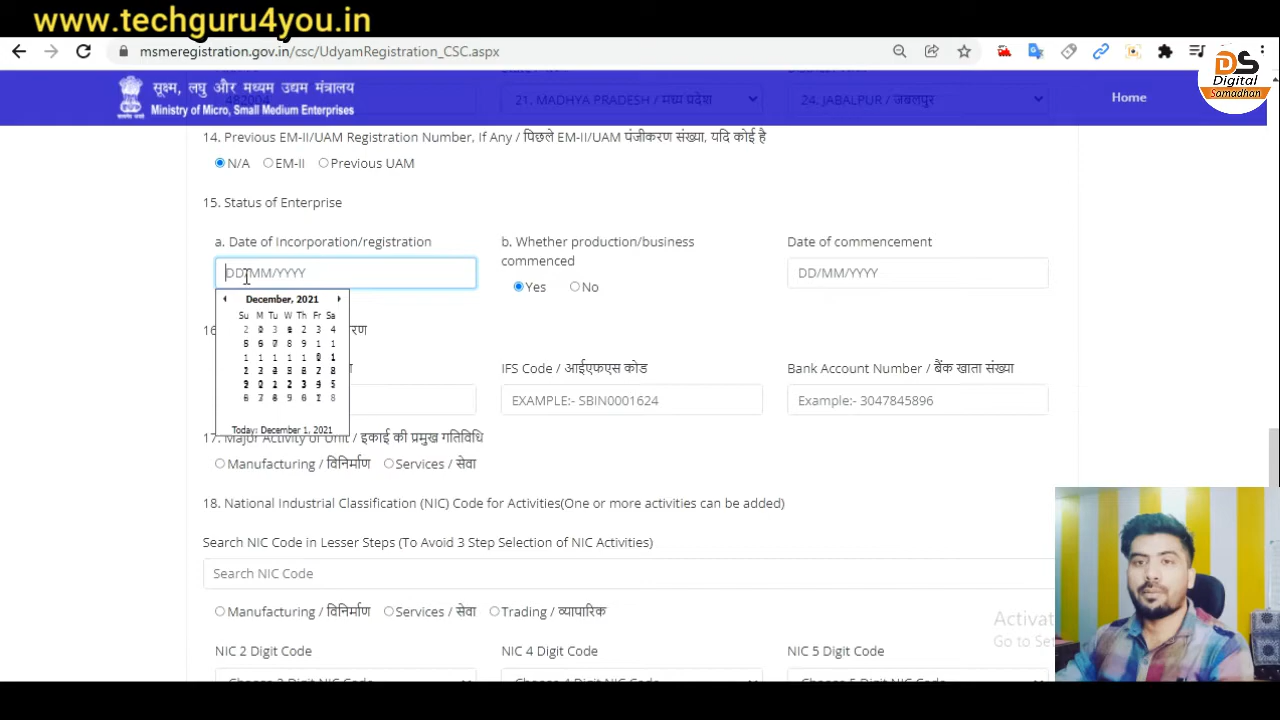 www.techguru4you.in
msmeregistration.gov.in/csc/UdyamRegistration_CSC.aspx
DS
Digital
Samadhan
सूक्ष्म, लघु और मध्यम उद्यम मंत्रालय
Ministry of Micro, Small Medium Enterprises
Home
482004
21. MADHYA PRADESH / मध्य प्रदेश
24. JABALPUR / जबलपुर
14. Previous EM-II/UAM Registration Number, If Any / पिछले EM-II/UAM पंजीकरण संख्या, यदि कोई है
N/A EM-II Previous UAM
15. Status of Enterprise
a. Date of Incorporation/registration
b. Whether production/business
commenced
Date of commencement
DD/MM/YYYY
Yes No
DD/MM/YYYY
December, 2021
Su M Tu W Th Fr Sa
Today: December 1, 2021
16
IFS Code / आईएफएस कोड
Bank Account Number / बैंक खाता संख्या
EXAMPLE:- SBIN0001624
Example:- 3047845896
17. Major Activity of Unit / इकाई की प्रमुख गतिविधि
Manufacturing / विनिर्माण Services / सेवा
18. National Industrial Classification (NIC) Code for Activities(One or more activities can be added)
Search NIC Code in Lesser Steps (To Avoid 3 Step Selection of NIC Activities)
Search NIC Code
Manufacturing / विनिर्माण Services / सेवा Trading / व्यापारिक
Activat
Go to Se
NIC 2 Digit Code
NIC 4 Digit Code
NIC 5 Digit Code